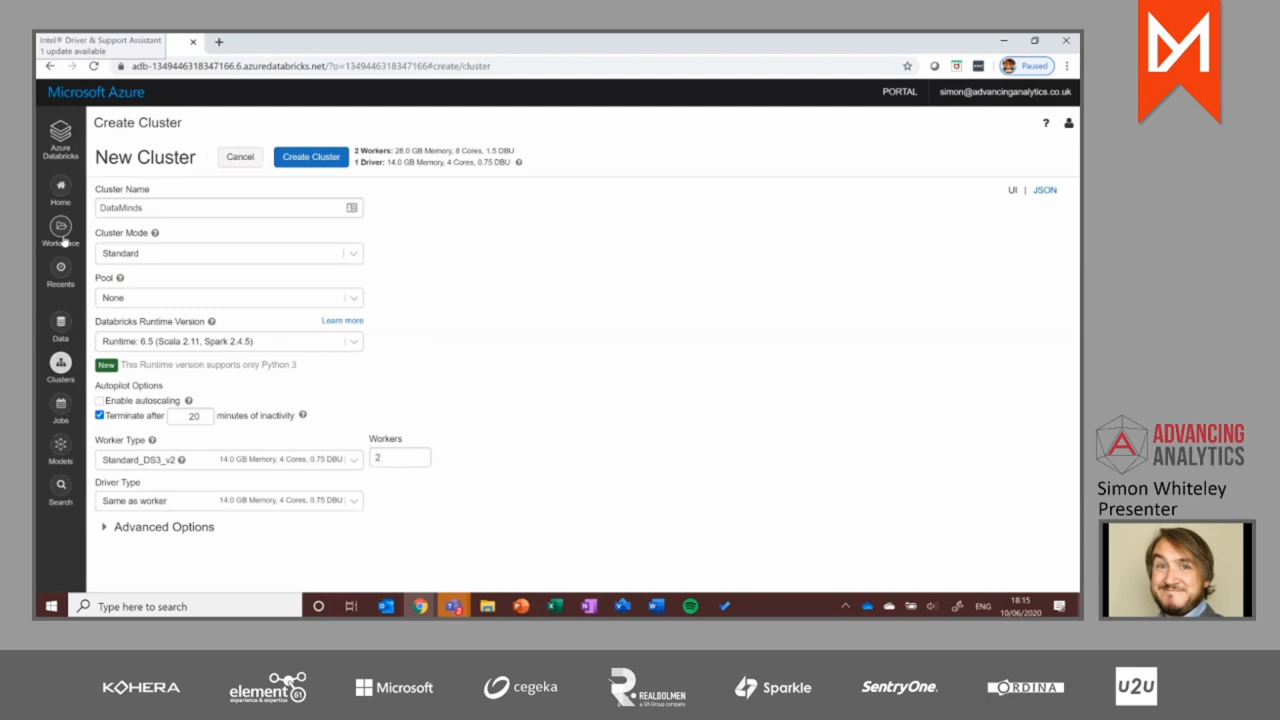 Intel® Driver & Support Assistant
1 update available
adb-1349446318347166.6.azuredatabricks.net/?o=1349446318347166#create/cluster
Paused
Microsoft Azure
PORTAL
simon@advancinganalytics.co.uk
Azure
Databricks
Home
Workspace
Recents
Data
Clusters
Jobs
Models
Search
Create Cluster
?
New Cluster
Cancel
Create Cluster
2 Workers: 28.0 GB Memory, 8 Cores, 1.5 DBU
1 Driver: 14.0 GB Memory, 4 Cores, 0.75 DBU
UI | JSON
Cluster Name
DataMinds
Cluster Mode
Standard
Pool
None
Databricks Runtime Version
Learn more
Runtime: 6.5 (Scala 2.11, Spark 2.4.5)
New This Runtime version supports only Python 3
Autopilot Options
Enable autoscaling
Terminate after 20 minutes of inactivity
Worker Type
Workers
Standard_DS3_v2 14.0 GB Memory, 4 Cores, 0.75 DBU
2
Driver Type
Same as worker 14.0 GB Memory, 4 Cores, 0.75 DBU
Advanced Options
Type here to search
ENG
18:15
10/06/2020
ADVANCING
ANALYTICS
Simon Whiteley
Presenter
KOHERA
element 61
experience & expertise
Microsoft
cegeka
REALDOLMEN
a Gfi Group company
Sparkle
SentryOne.
ORDINA
U2U